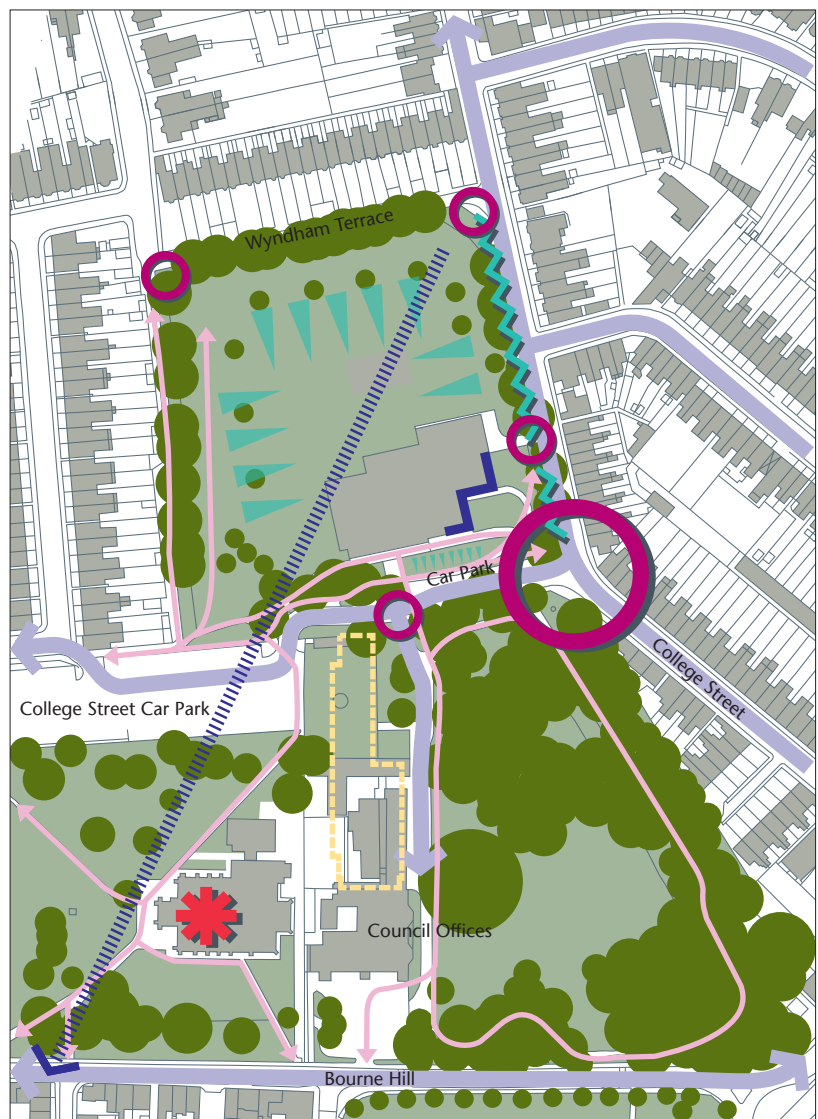 Wyndham Terrace
Car Park
College Street
College Street Car Park
Council Offices
Bourne Hill